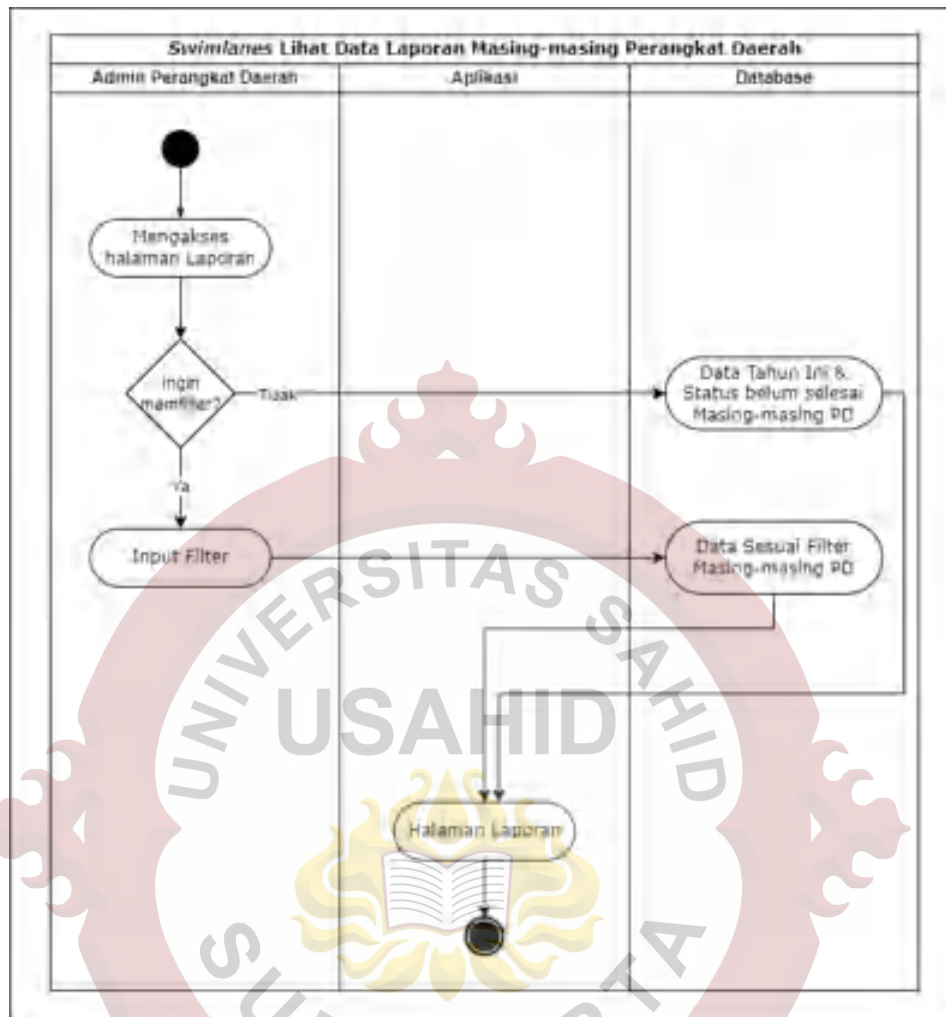 Swimlanes Lihat Data Laporan Masing-masing Perangkat Daerah
Admin Perangkat Daerah
Aplikasi
Database
Mengakses
halaman Laporan
Ingin
memfilter?
Tidak
Data Tahun Ini &
Status belum selesai
Masing-masing PD
Ya
Input Filter
Data Sesuai Filter
Masing-masing PD
Halaman Laporan
UNIVERSITAS SAHID
USAHID